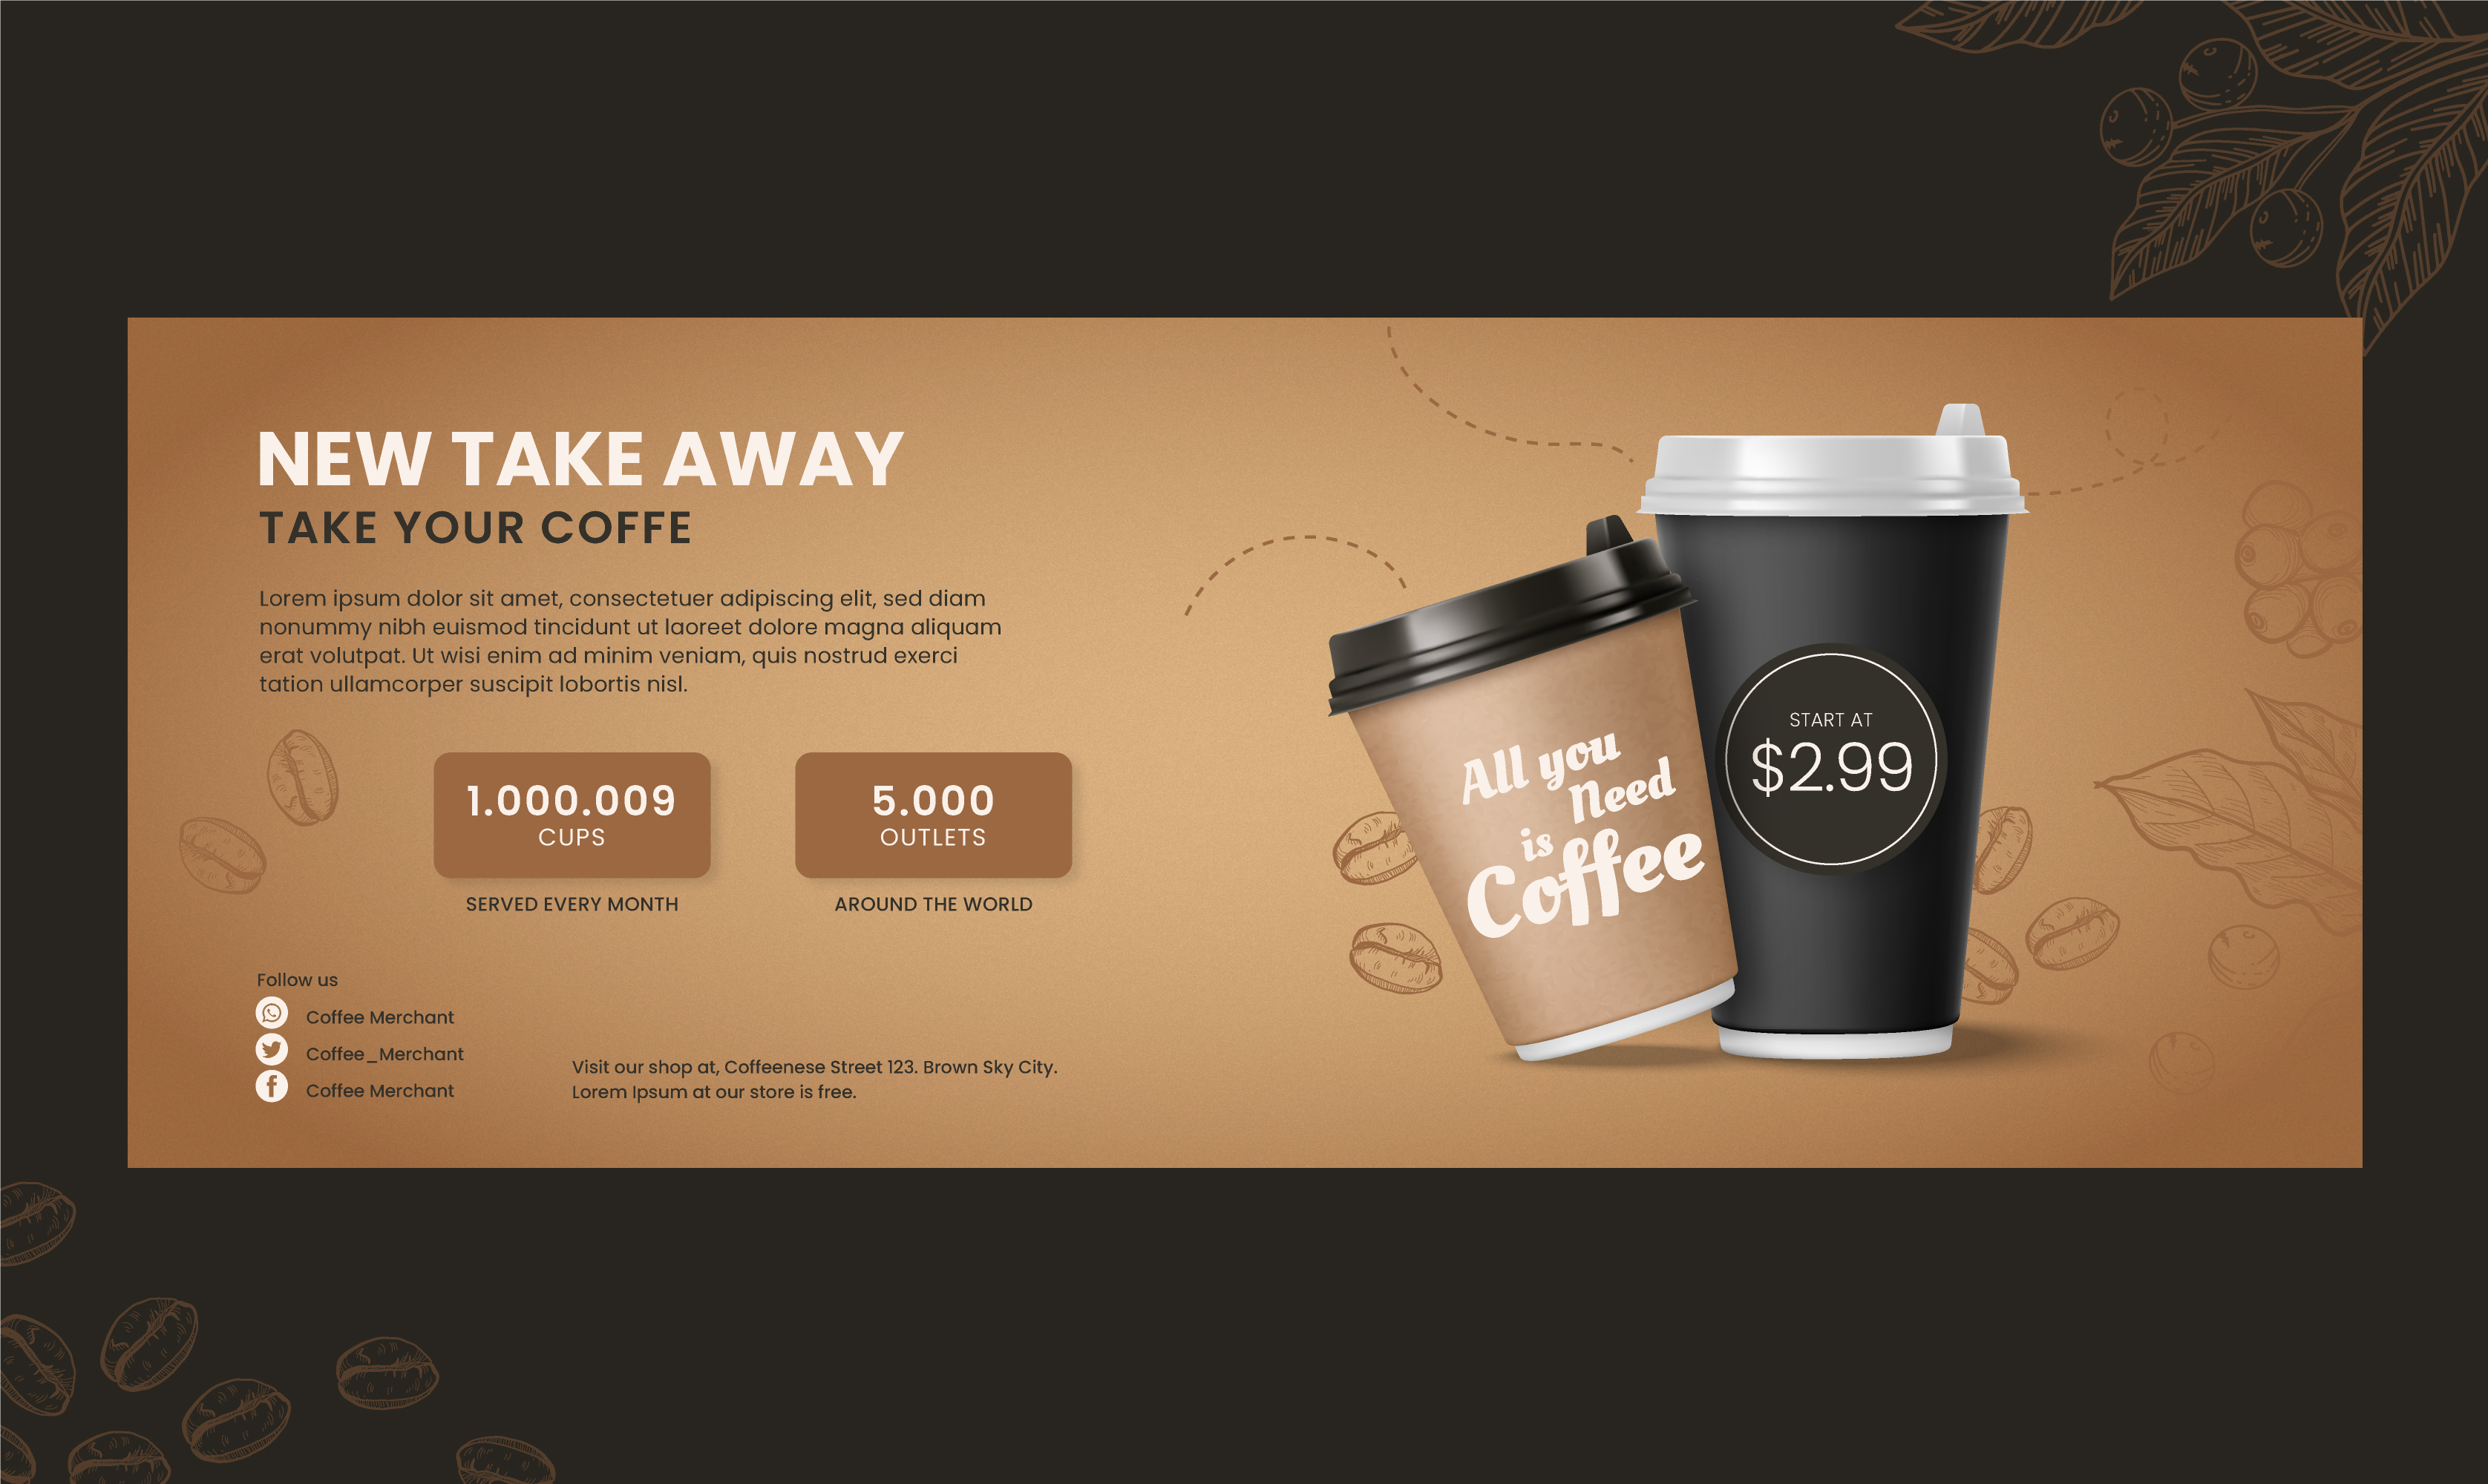 NEW TAKE AWAY
TAKE YOUR COFFE
Lorem ipsum dolor sit amet, consectetuer adipiscing elit, sed diam
nonummy nibh euismod tincidunt ut laoreet dolore magna aliquam
erat volutpat. Ut wisi enim ad minim veniam, quis nostrud exerci
tation ullamcorper suscipit lobortis nisl.
1.000.009
CUPS
SERVED EVERY MONTH
5.000
OUTLETS
AROUND THE WORLD
Follow us
Coffee Merchant
Coffee_Merchant
Coffee Merchant
Visit our shop at, Coffeenese Street 123. Brown Sky City.
Lorem Ipsum at our store is free.
All you
Need
is
Coffee
START AT
$2.99